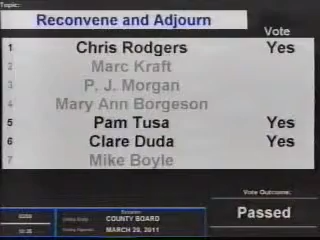 Topic:
Reconvene and Adjourn
Vote
1 Chris Rodgers Yes
2 Marc Kraft
3 P. J. Morgan
4 Mary Ann Borgeson
5 Pam Tusa Yes
6 Clare Duda Yes
7 Mike Boyle
Vote Outcome:
Passed
COUNTY BOARD
MARCH 29, 2011